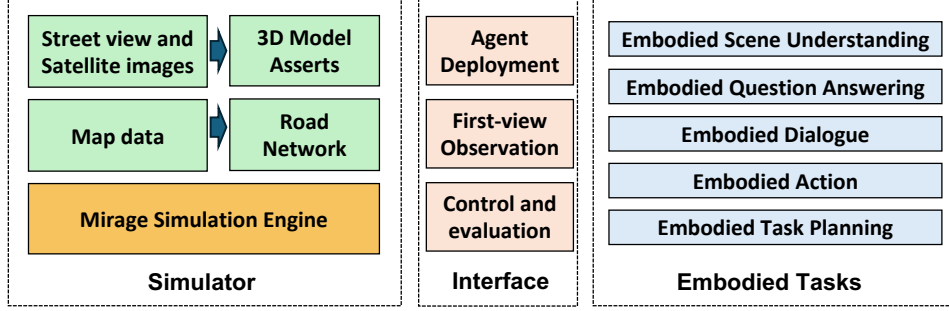 Street view and
Satellite images
3D Model
Asserts
Map data
Road
Network
Mirage Simulation Engine
Simulator
Agent
Deployment
First-view
Observation
Control and
evaluation
Interface
Embodied Scene Understanding
Embodied Question Answering
Embodied Dialogue
Embodied Action
Embodied Task Planning
Embodied Tasks